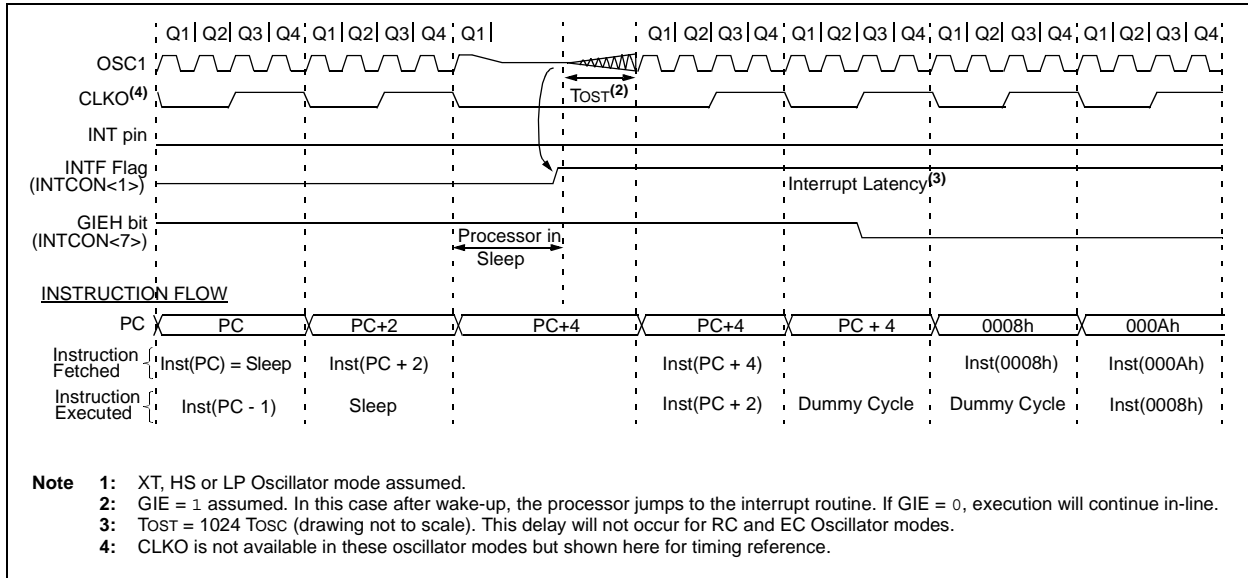 Q1 Q2 Q3 Q4 Q1 Q2 Q3 Q4 Q1 Q1 Q2 Q3 Q4 Q1 Q2 Q3 Q4 Q1 Q2 Q3 Q4 Q1 Q2 Q3 Q4
OSC1
CLKO(4)
TOST(2)
INT pin
INTF Flag
(INTCON<1>)
Interrupt Latency(3)
GIEH bit
(INTCON<7>)
Processor in
Sleep
INSTRUCTION FLOW
PC PC PC+2 PC+4 PC+4 PC + 4 0008h 000Ah
Instruction
Fetched
Inst(PC) = Sleep Inst(PC + 2) Inst(PC + 4) Inst(0008h) Inst(000Ah)
Instruction
Executed
Inst(PC - 1) Sleep Inst(PC + 2) Dummy Cycle Dummy Cycle Inst(0008h)
Note 1: XT, HS or LP Oscillator mode assumed.
2: GIE = 1 assumed. In this case after wake-up, the processor jumps to the interrupt routine. If GIE = 0, execution will continue in-line.
3: TOST = 1024 TOSC (drawing not to scale). This delay will not occur for RC and EC Oscillator modes.
4: CLKO is not available in these oscillator modes but shown here for timing reference.